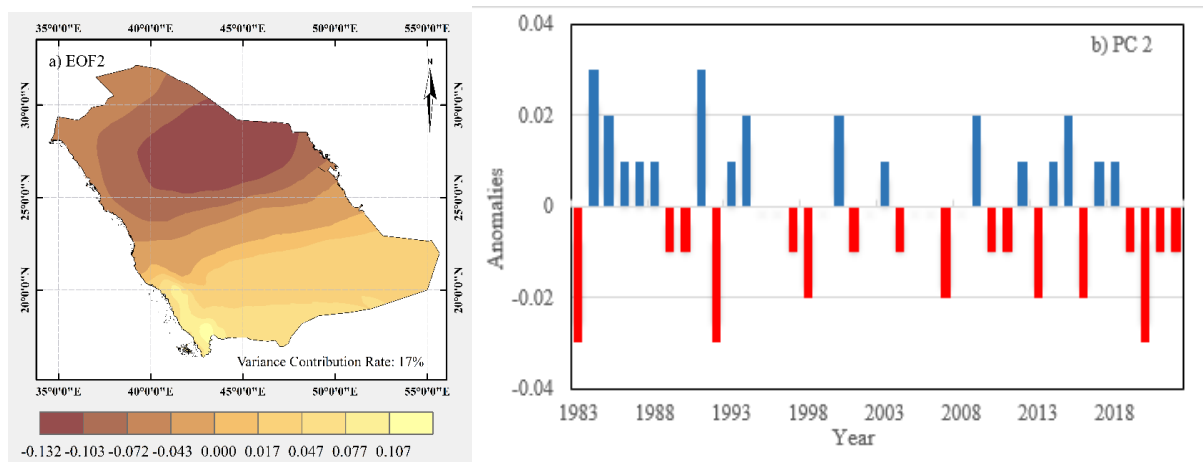 35°0'0"E 40°0'0"E 45°0'0"E 50°0'0"E 55°0'0"E
a) EOF2
N
30°0'0"N
25°0'0"N
20°0'0"N
30°0'0"N
25°0'0"N
20°0'0"N
Variance Contribution Rate: 17%
35°0'0"E 40°0'0"E 45°0'0"E 50°0'0"E 55°0'0"E
-0.132 -0.103 -0.072 -0.043 0.000 0.017 0.047 0.077 0.107
b) PC 2
0.04
0.02
0
-0.02
-0.04
Anomalies
1983 1988 1993 1998 2003 2008 2013 2018
Year